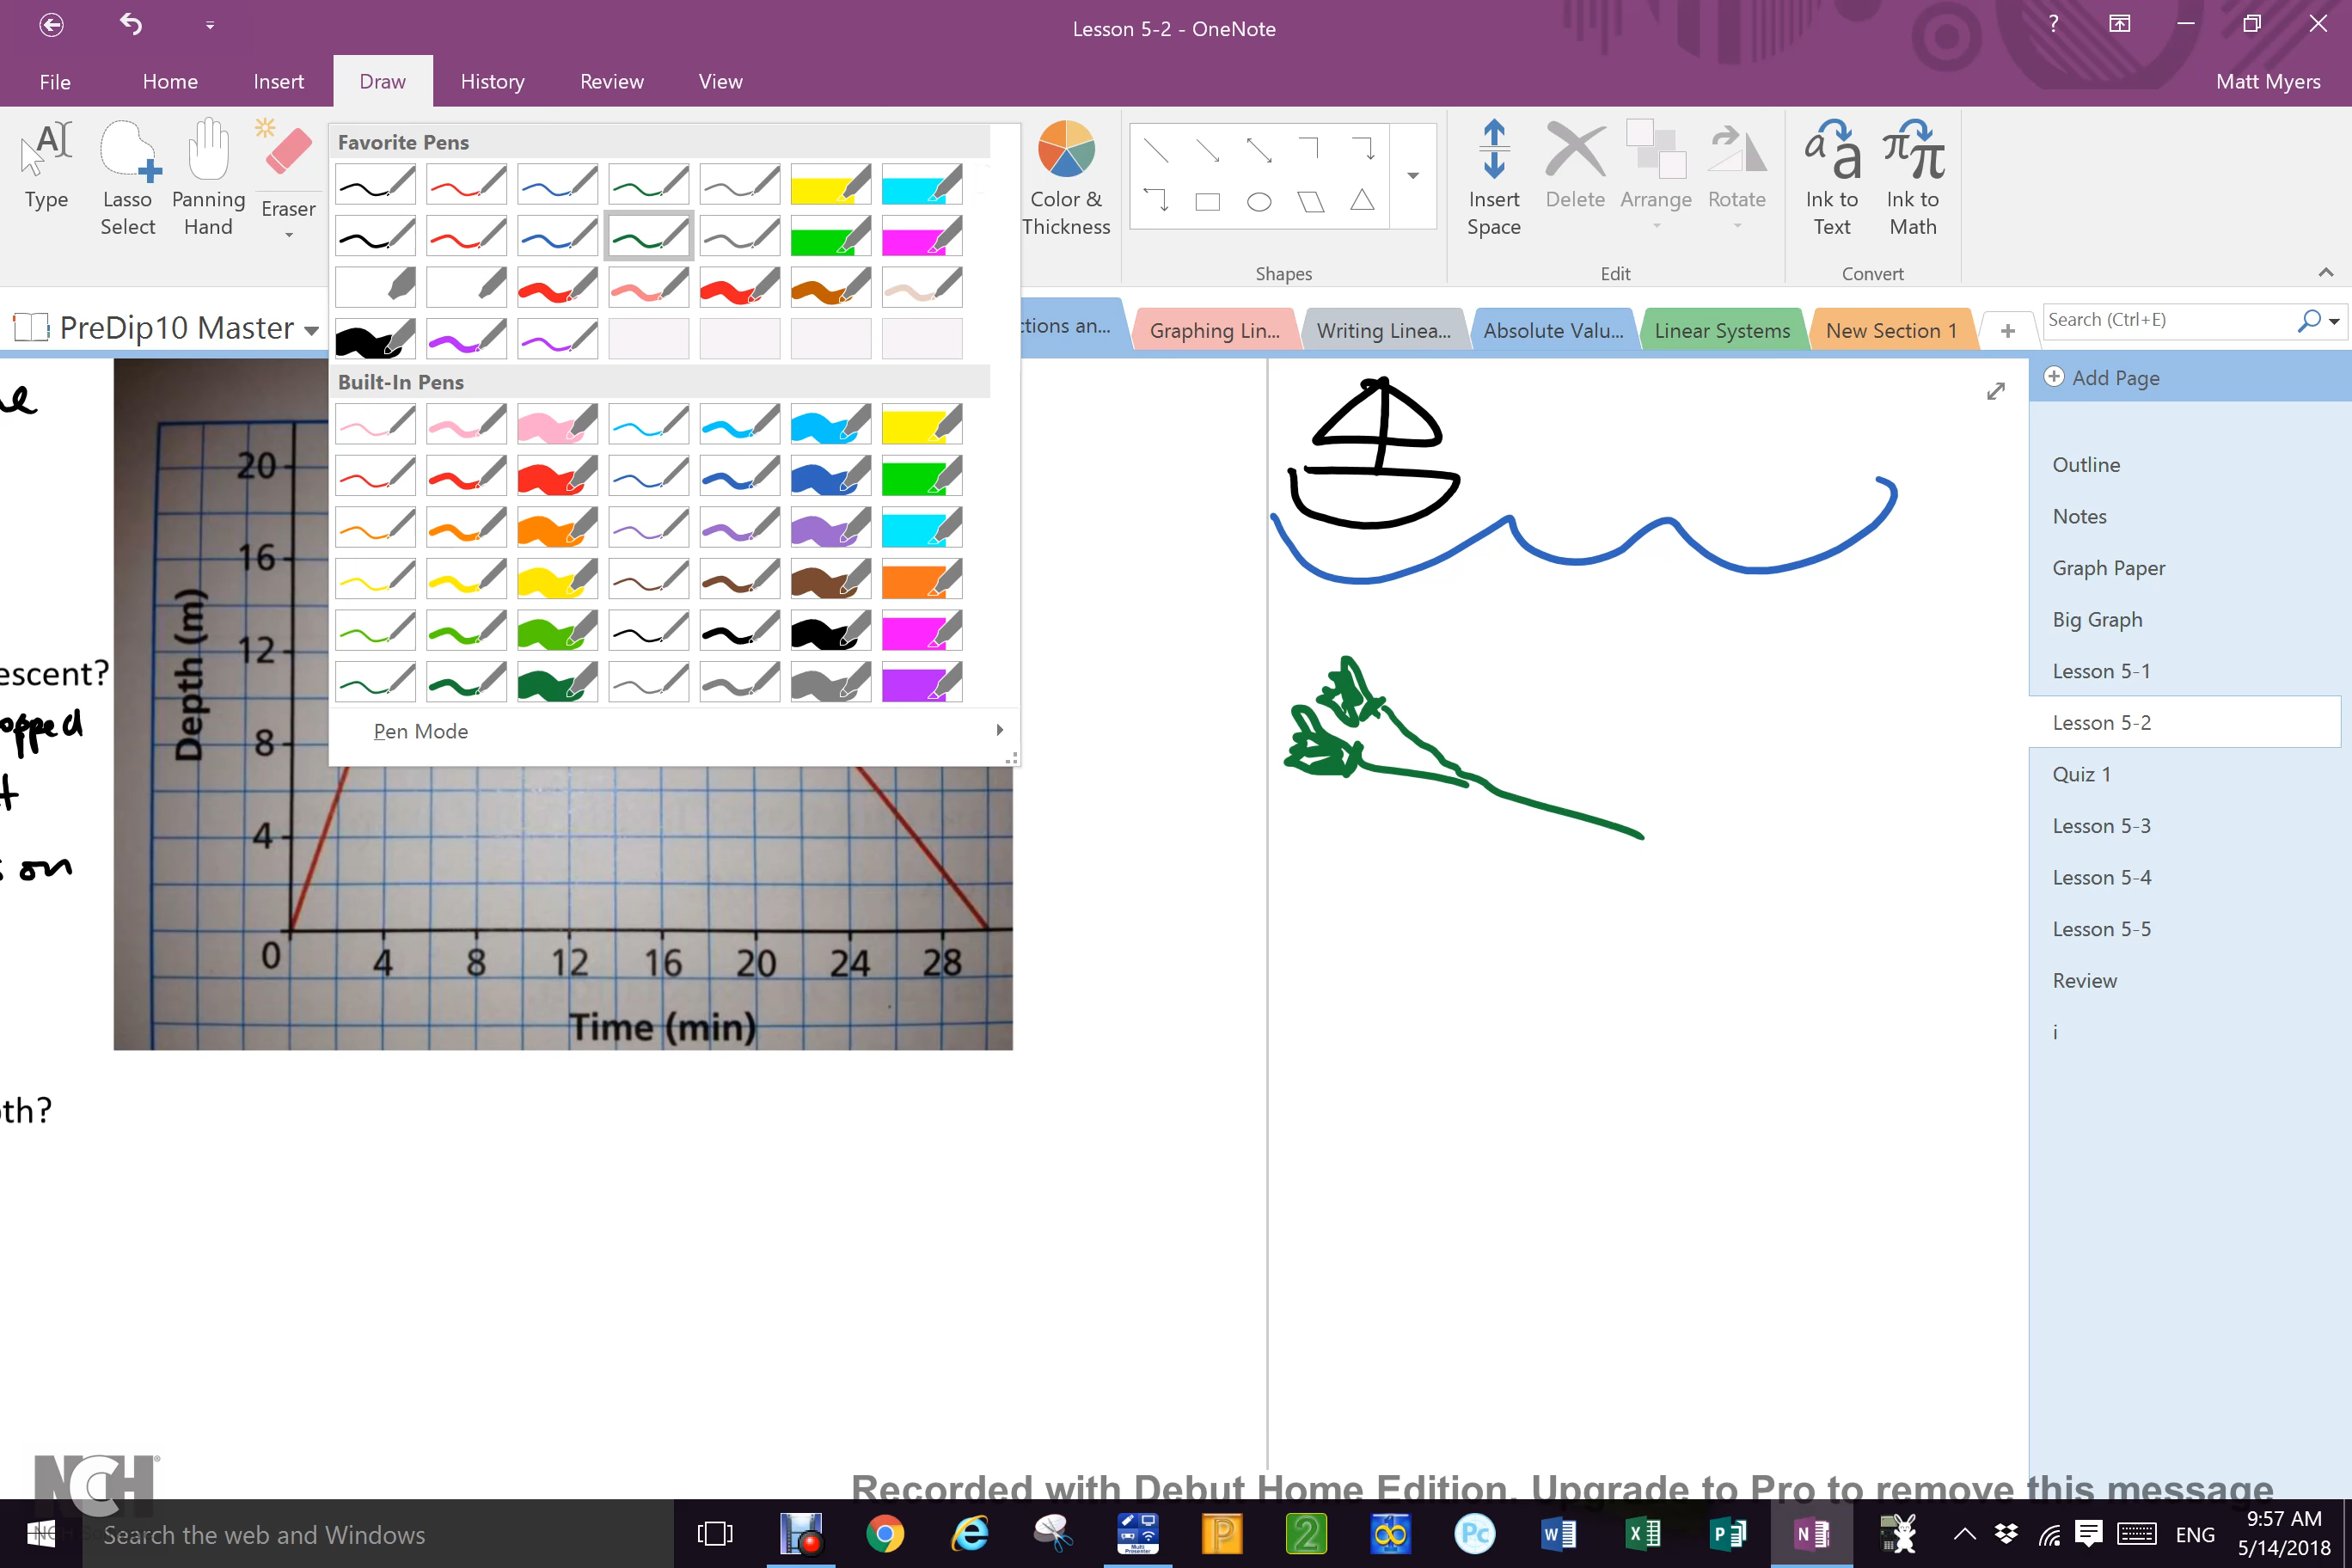 Lesson 5-2 - OneNote
?
File Home Insert Draw History Review View
Matt Myers
Type
Lasso Select
Panning Hand
Eraser
Favorite Pens
Built-In Pens
Pen Mode
Color & Thickness
Shapes
Insert Space
Delete
Arrange
Rotate
Edit
Ink to Text
Ink to Math
Convert
PreDip10 Master
ctions an...
Graphing Lin...
Writing Linea...
Absolute Valu...
Linear Systems
New Section 1
Search (Ctrl+E)
Add Page
Outline
Notes
Graph Paper
Big Graph
Lesson 5-1
Lesson 5-2
Quiz 1
Lesson 5-3
Lesson 5-4
Lesson 5-5
Review
i
escent?
opped
on
pth?
Depth (m)
20
16
12
8
4
0
4 8 12 16 20 24 28
Time (min)
NCH
Recorded with Debut Home Edition. Upgrade to Pro to remove this message
Search the web and Windows
ENG
9:57 AM
5/14/2018